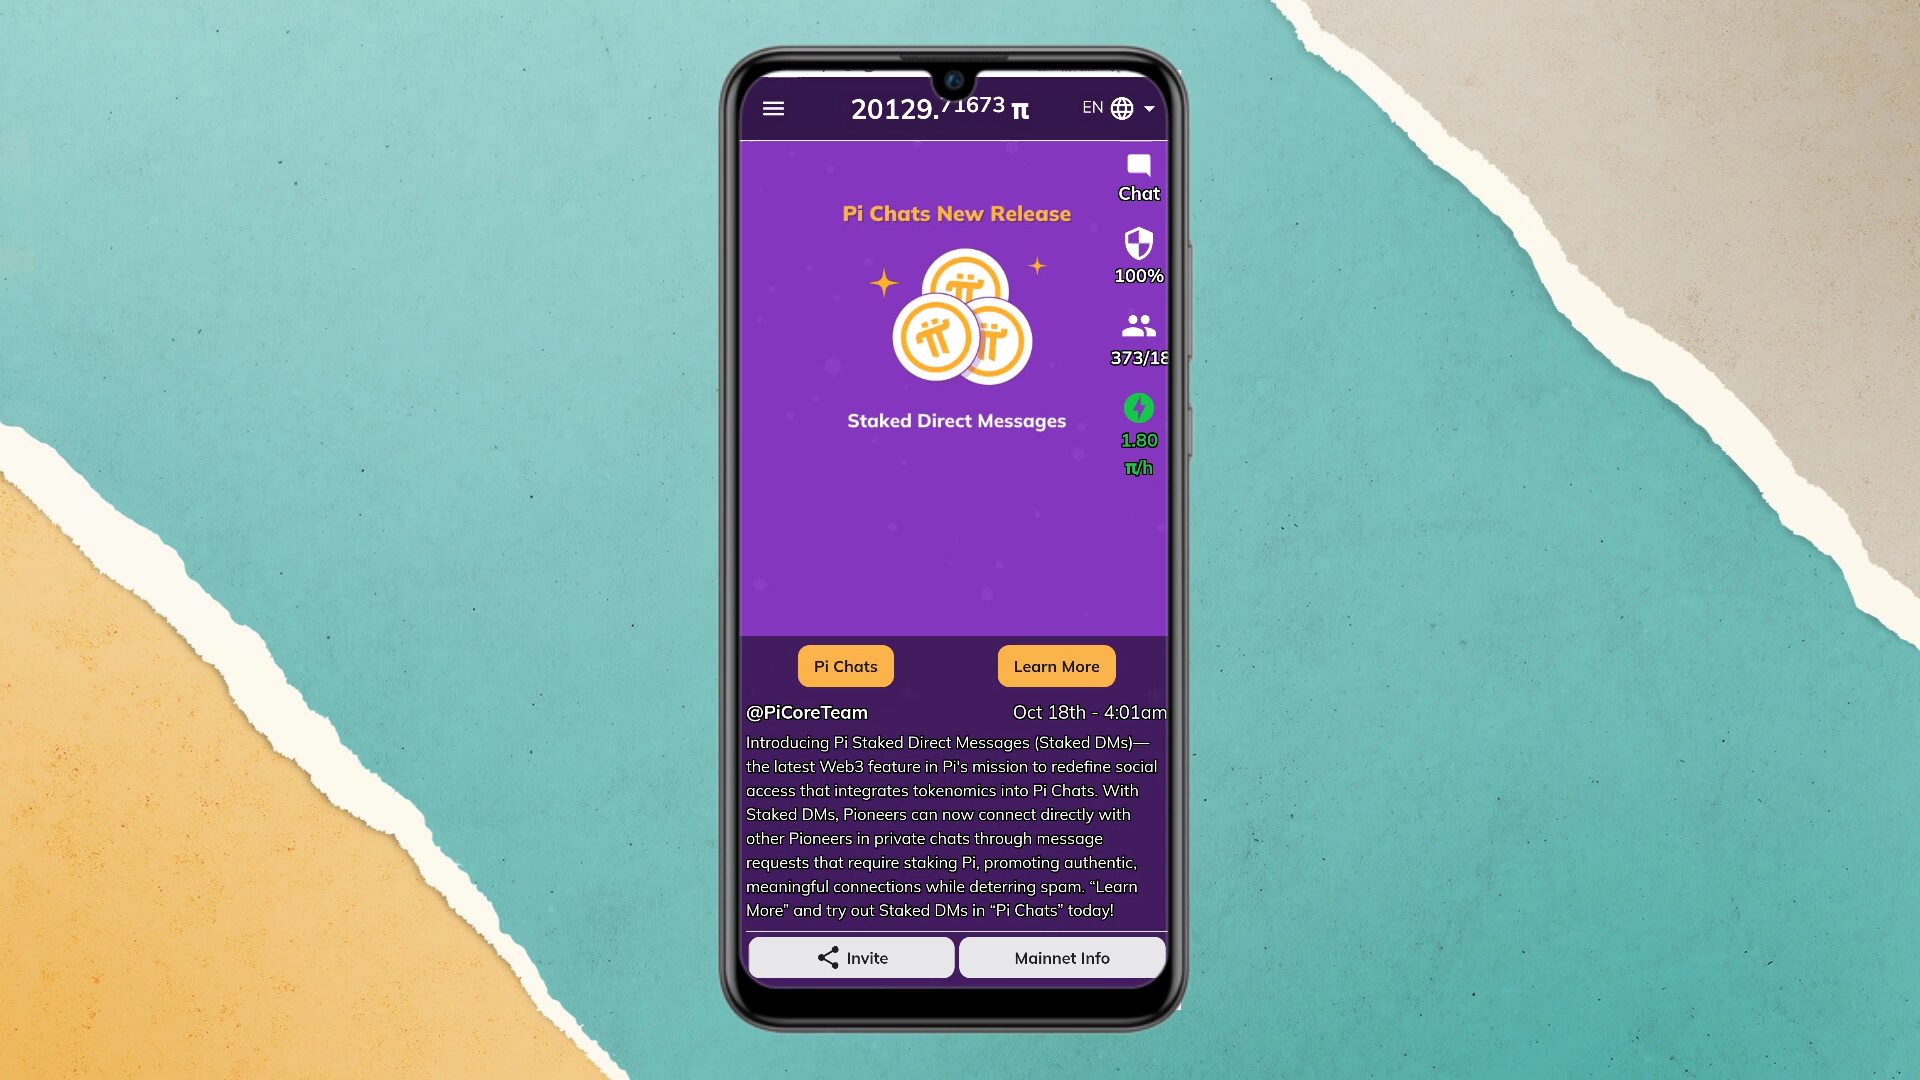 20129.71673 π
EN
Chat
Pi Chats New Release
100%
373/18
Staked Direct Messages
1.80
π/h
Pi Chats
Learn More
@PiCoreTeam
Oct 18th - 4:01am
Introducing Pi Staked Direct Messages (Staked DMs)—
the latest Web3 feature in Pi's mission to redefine social
access that integrates tokenomics into Pi Chats. With
Staked DMs, Pioneers can now connect directly with
other Pioneers in private chats through message
requests that require staking Pi, promoting authentic,
meaningful connections while deterring spam. “Learn
More” and try out Staked DMs in “Pi Chats” today!
Invite
Mainnet Info